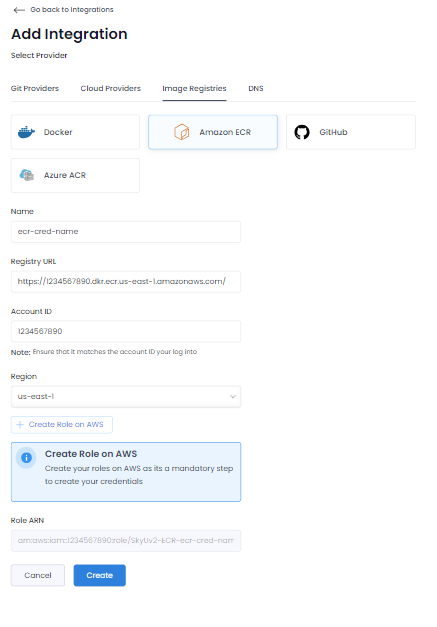 Go back to Integrations
Add Integration
Select Provider
Git Providers Cloud Providers Image Registries DNS
Docker Amazon ECR GitHub
Azure ACR
Name
ecr-cred-name
Registry URL
https://1234567890.dkr.ecr.us-east-1.amazonaws.com/
Account ID
1234567890
Note: Ensure that it matches the account ID your log into
Region
us-east-1
+ Create Role on AWS
Create Role on AWS
Create your roles on AWS as its a mandatory step
to create your credentials
Role ARN
arn:aws:iam::1234567890:role/SkyUv2-ECR-ecr-cred-nam
Cancel Create